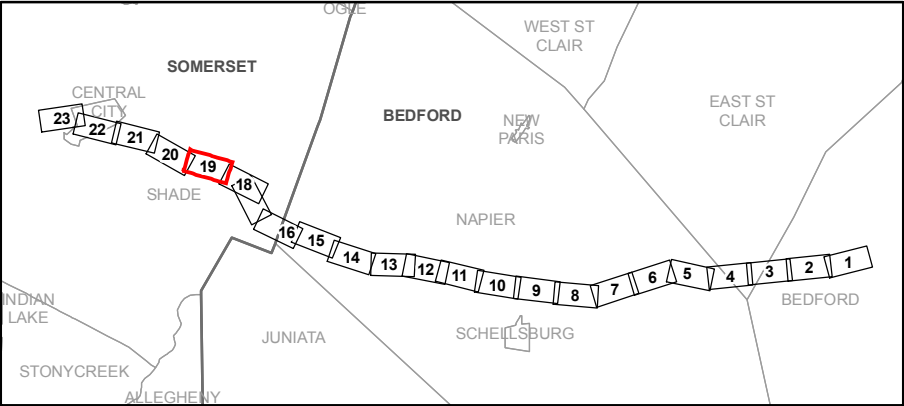 OGLE
WEST ST
CLAIR
SOMERSET
CENTRAL
CITY
BEDFORD
EAST ST
CLAIR
NEW
PARIS
23
22
21
20
19
18
SHADE
NAPIER
16
15
14
13
12
11
10
9
8
7
6
5
4
3
2
1
BEDFORD
INDIAN
LAKE
JUNIATA
SCHELLSBURG
STONYCREEK
ALLEGHENY